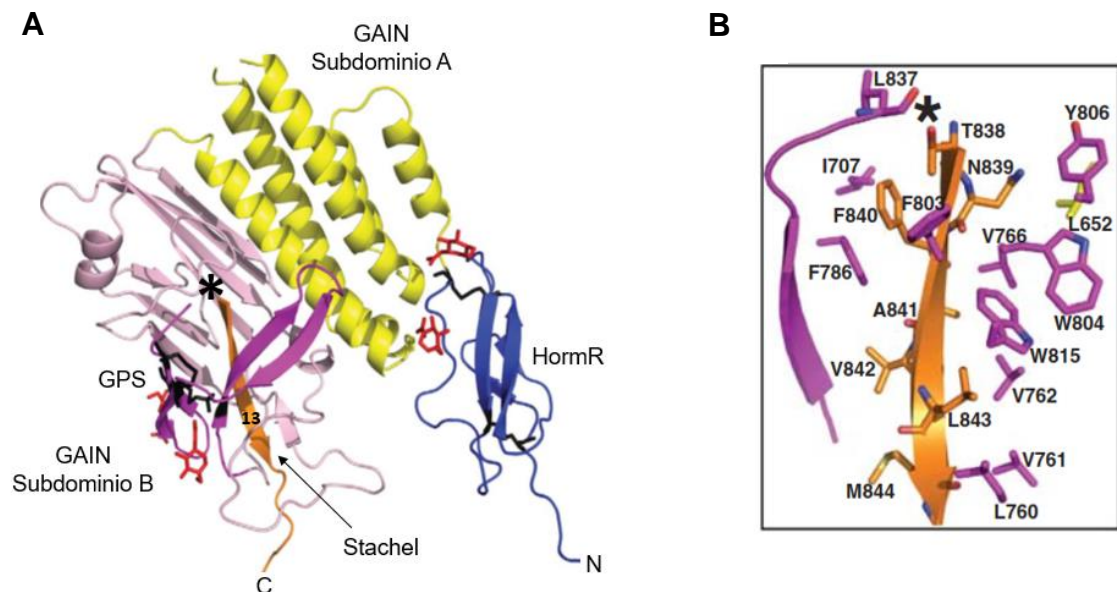 A
GAIN
Subdominio A
*
GPS
13
HormR
GAIN
Subdominio B
Stachel
C
N
B
L837
*
T838
Y806
I707
N839
F840
F803
L652
V766
F786
W804
A841
W815
V842
V762
L843
V761
M844
L760